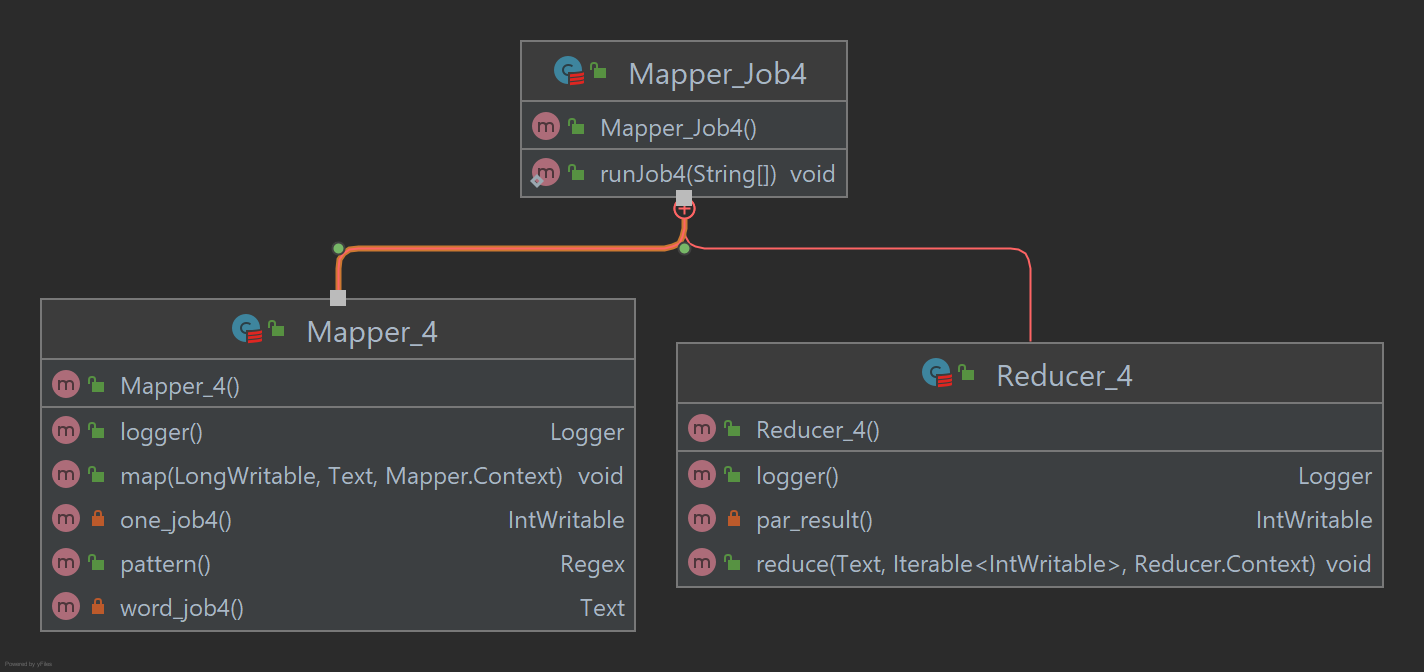 Mapper_Job4
Mapper_Job4()
runJob4(String[]) void
Mapper_4
Mapper_4()
logger() Logger
map(LongWritable, Text, Mapper.Context) void
one_job4() IntWritable
pattern() Regex
word_job4() Text
Reducer_4
Reducer_4()
logger() Logger
par_result() IntWritable
reduce(Text, Iterable<IntWritable>, Reducer.Context) void
Powered by yFiles